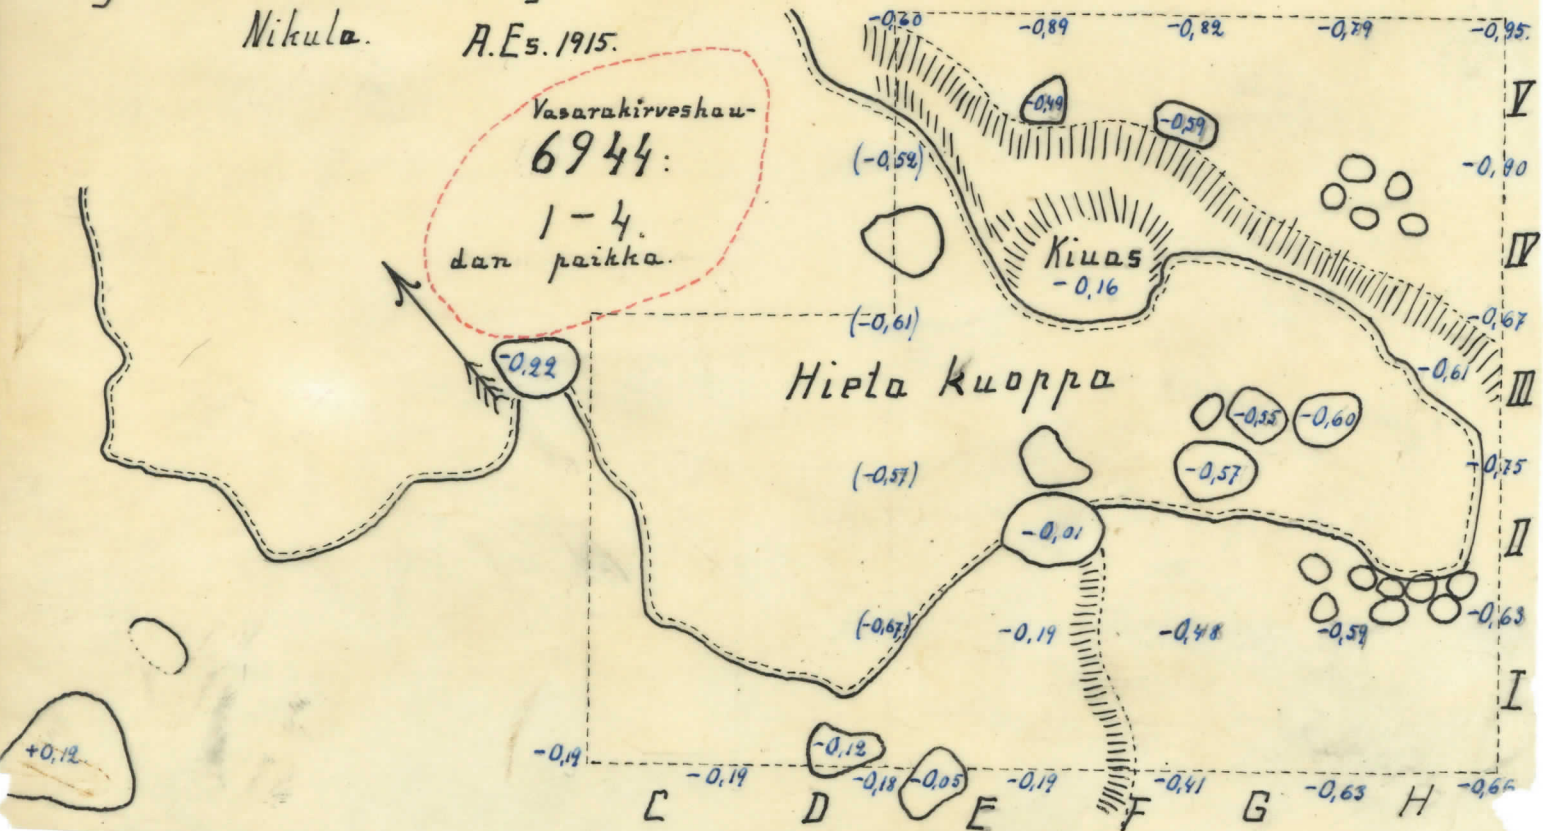 Nikula.
A.Es. 1915.
Vasarakirveshau-
6944:
1-4.
dan paikka.
-0,60 -0,89 -0,82 -0,79 -0,95.
V
-0,49
-0,59
(-0,52)
-0,90
IV
Kiuas
-0,16
(-0,61)
-0,67
-0,22
Hieta kuoppa
-0,61
III
-0,55
-0,60
(-0,57)
-0,57
-0,75
-0,01
II
(-0,67)
-0,19
-0,48
-0,59
-0,63
I
+0,12
-0,19
-0,12
-0,19 -0,18 -0,05 -0,19 -0,41 -0,63 -0,66
C D E F G H